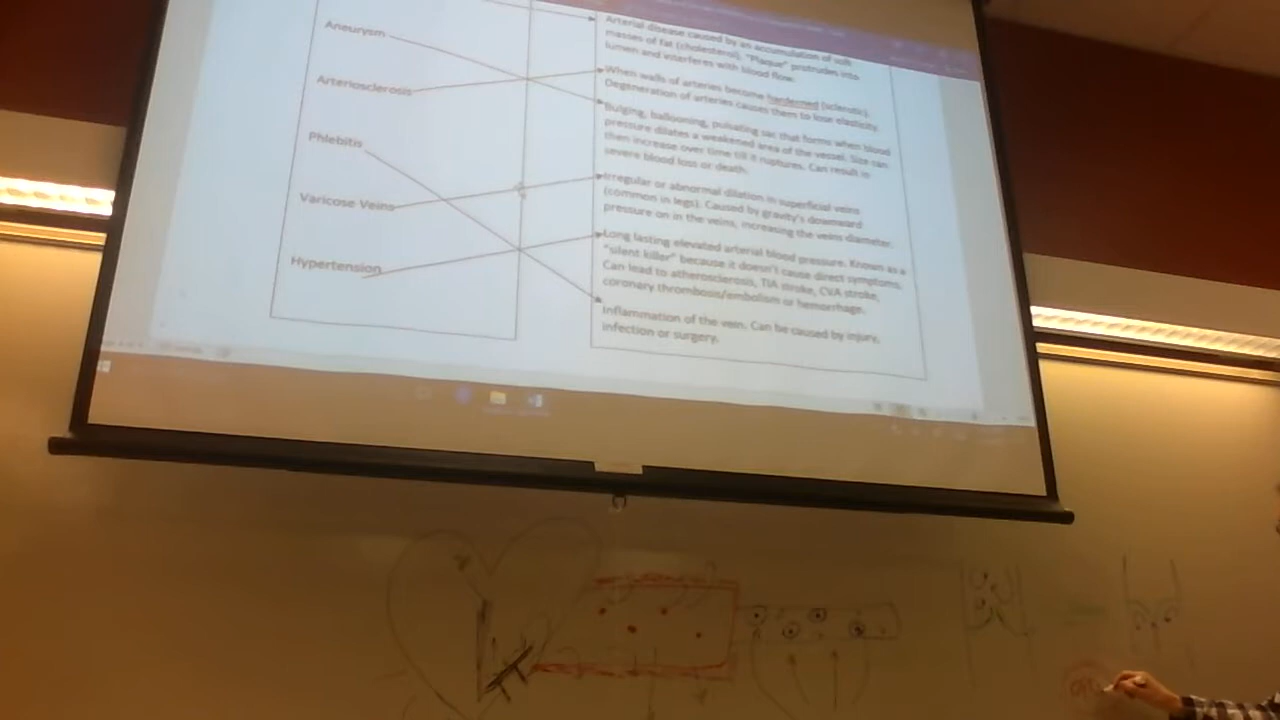 Aneurysm
Arteriosclerosis
Phlebitis
Varicose Veins
Hypertension
Arterial disease caused by an accumulation of soft
masses of fat (cholesterol). "Plaque" protrudes into
lumen and interferes with blood flow.
When walls of arteries become hardened (sclerotic).
Degeneration of arteries causes them to lose elasticity.
Bulging, ballooning, pulsating sac that forms when blood
pressure dilates a weakened area of the vessel. Size can
then increase over time till it ruptures. Can result in
severe blood loss or death.
Irregular or abnormal dilation in superficial veins
(common in legs). Caused by gravity's downward
pressure on in the veins, increasing the veins diameter.
Long lasting elevated arterial blood pressure. Known as a
"silent killer" because it doesn't cause direct symptoms.
Can lead to atherosclerosis, TIA stroke, CVA stroke,
coronary thrombosis/embolism or hemorrhage.
Inflammation of the vein. Can be caused by injury,
infection or surgery.